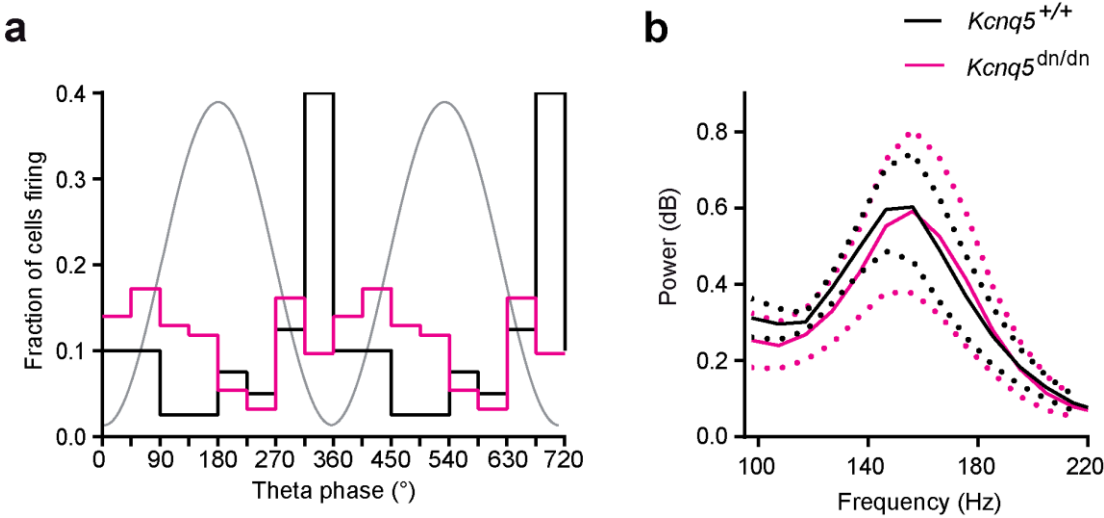 a
0.4
0.3
0.2
0.1
0.0
Fraction of cells firing
0 90 180 270 360 450 540 630 720
Theta phase (°)
b
Kcnq5+/+
Kcnq5dn/dn
0.8
0.6
0.4
0.2
0.0
Power (dB)
100 140 180 220
Frequency (Hz)